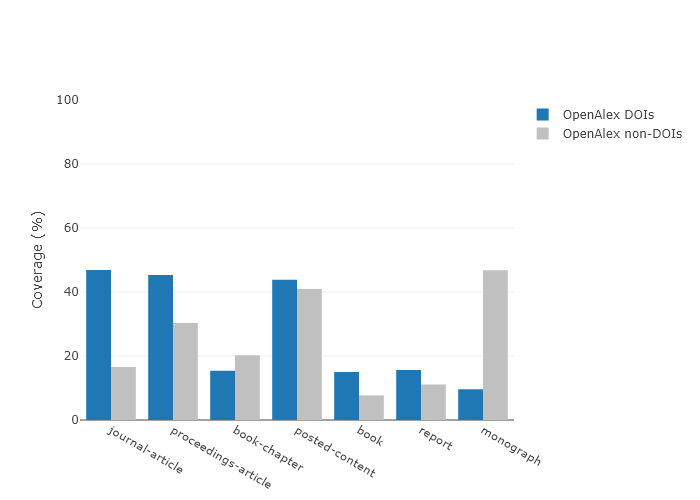 100
80
60
40
20
0
Coverage (%)
journal-article
proceedings-article
book-chapter
posted-content
book
report
monograph
OpenAlex DOIs
OpenAlex non-DOIs